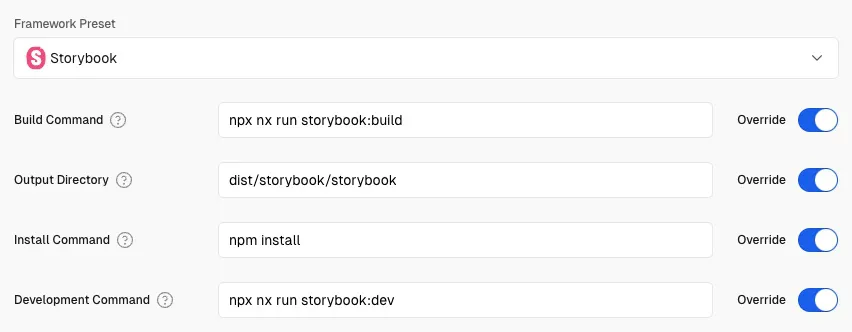 Framework Preset
Storybook
Build Command ? npx nx run storybook:build Override
Output Directory ? dist/storybook/storybook Override
Install Command ? npm install Override
Development Command ? npx nx run storybook:dev Override